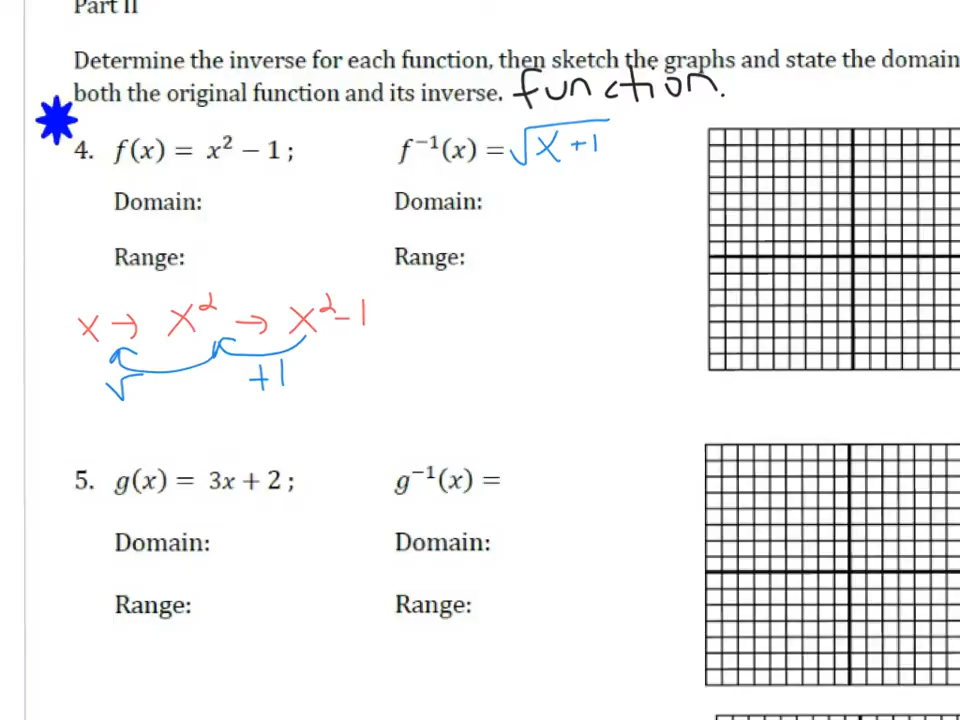 Part II
Determine the inverse for each function, then sketch the graphs and state the domain
both the original function and its inverse. function.
4. f(x) = x² − 1 ; f⁻¹(x) = √(x+1)
Domain: Domain:
Range: Range:
x → x² → x²-1
√ +1
5. g(x) = 3x + 2 ; g⁻¹(x) =
Domain: Domain:
Range: Range: